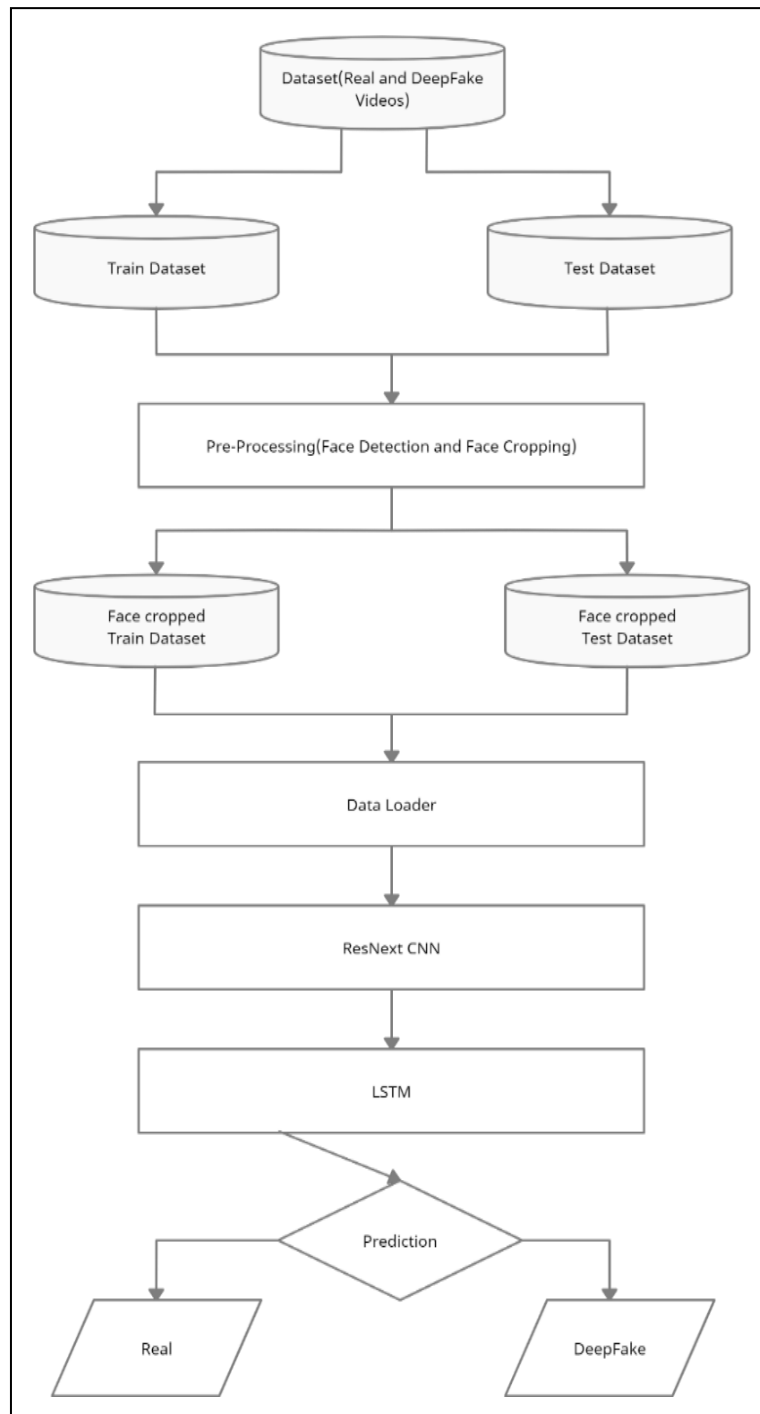 Dataset(Real and DeepFake
Videos)
Train Dataset
Test Dataset
Pre-Processing(Face Detection and Face Cropping)
Face cropped
Train Dataset
Face cropped
Test Dataset
Data Loader
ResNext CNN
LSTM
Prediction
Real
DeepFake